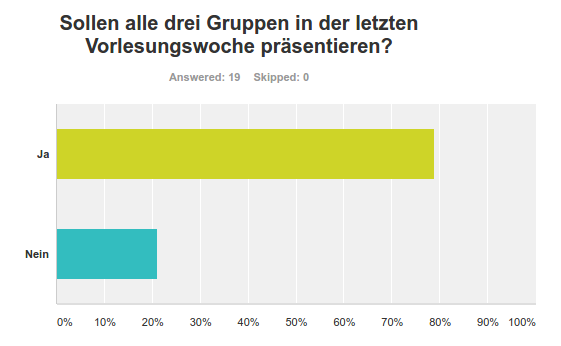 Sollen alle drei Gruppen in der letzten
Vorlesungswoche präsentieren?
Answered: 19 Skipped: 0
Ja
Nein
0% 10% 20% 30% 40% 50% 60% 70% 80% 90% 100%